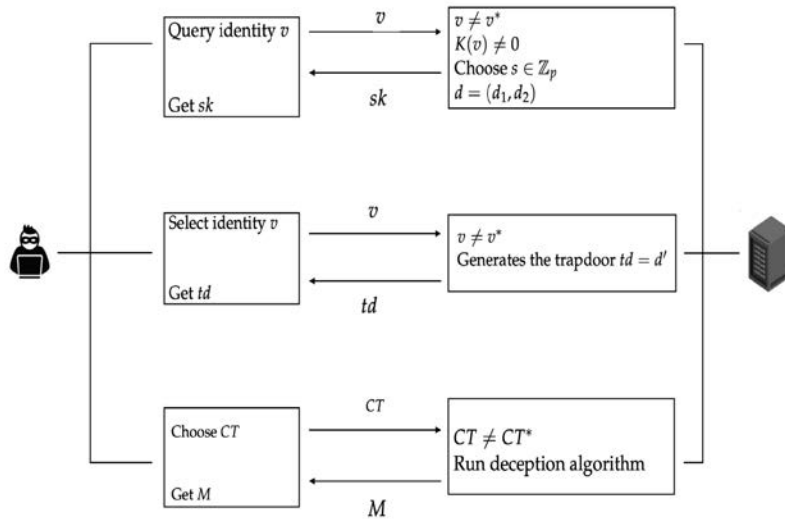 Query identity v
Get sk
v
sk
v ≠ v*
K(v) ≠ 0
Choose s ∈ ℤₚ
d = (d₁, d₂)
Select identity v
Get td
v
td
v ≠ v*
Generates the trapdoor td = d′
Choose CT
Get M
CT
M
CT ≠ CT*
Run deception algorithm